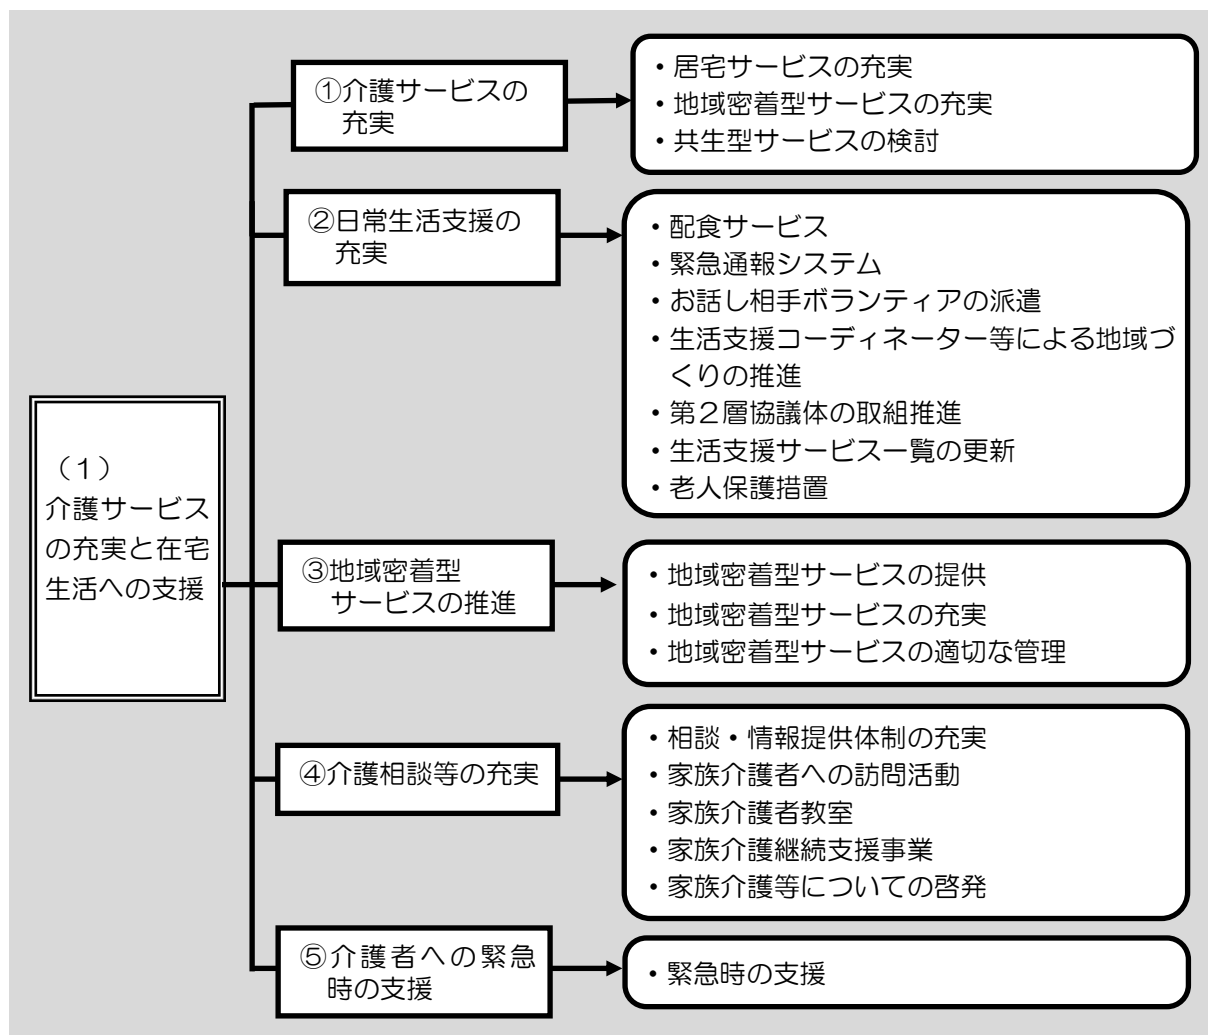 （１）
介護サービス
の充実と在宅
生活への支援
①介護サービスの
充実
・居宅サービスの充実
・地域密着型サービスの充実
・共生型サービスの検討
②日常生活支援の
充実
・配食サービス
・緊急通報システム
・お話し相手ボランティアの派遣
・生活支援コーディネーター等による地域づ
くりの推進
・第２層協議体の取組推進
・生活支援サービス一覧の更新
・老人保護措置
③地域密着型
サービスの推進
・地域密着型サービスの提供
・地域密着型サービスの充実
・地域密着型サービスの適切な管理
④介護相談等の充実
・相談・情報提供体制の充実
・家族介護者への訪問活動
・家族介護者教室
・家族介護継続支援事業
・家族介護等についての啓発
⑤介護者への緊急
時の支援
・緊急時の支援